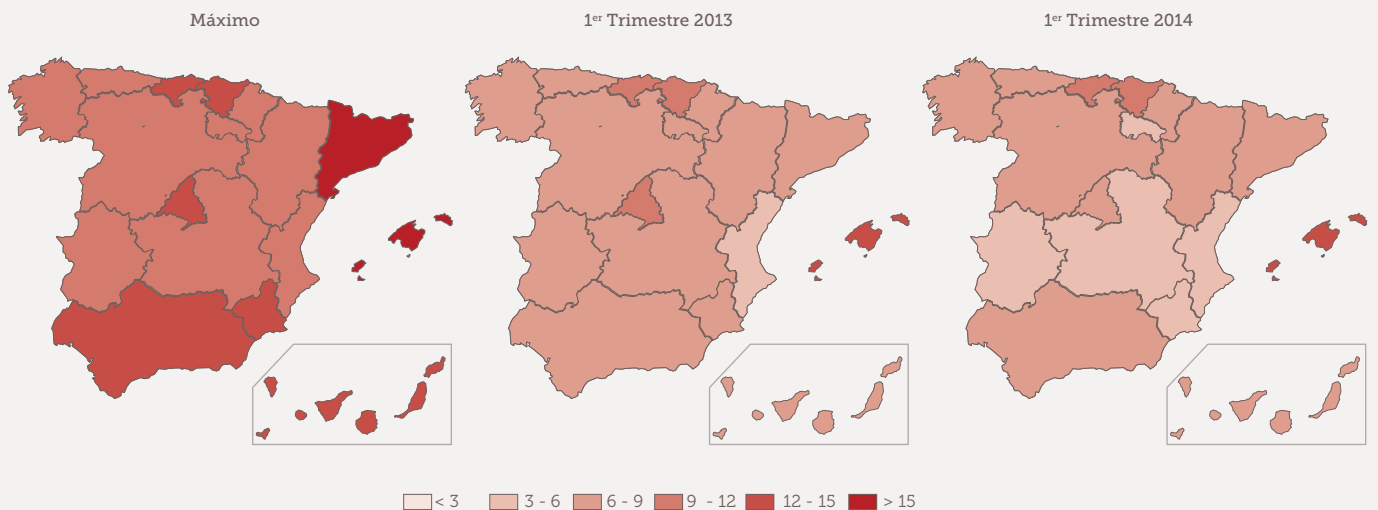 Máximo
1er Trimestre 2013
1er Trimestre 2014
< 3
3 - 6
6 - 9
9 - 12
12 - 15
> 15